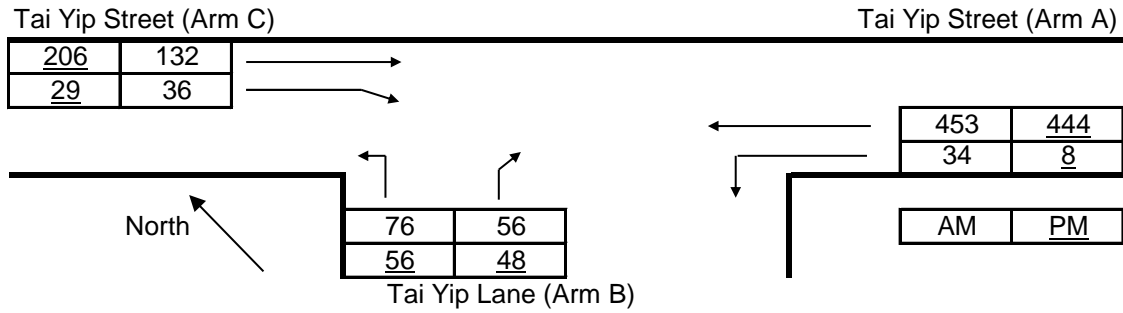 Tai Yip Street (Arm C) Tai Yip Street (Arm A)
206 132
29 36
453 444
34 8
North
76 56
56 48
AM PM
Tai Yip Lane (Arm B)